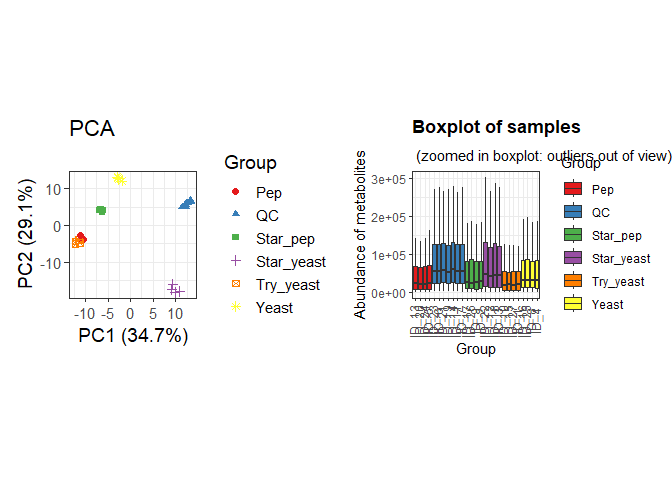 PCA
PC2 (29.1%)
10
0
-10
-10
-5
0
5
10
PC1 (34.7%)
Group
Pep
QC
Star_pep
Star_yeast
Try_yeast
Yeast
Boxplot of samples
(zoomed in boxplot: outliers out of view)
Abundance of metabolites
3e+05
2e+05
1e+05
0e+00
Group
Group
Pep
QC
Star_pep
Star_yeast
Try_yeast
Yeast